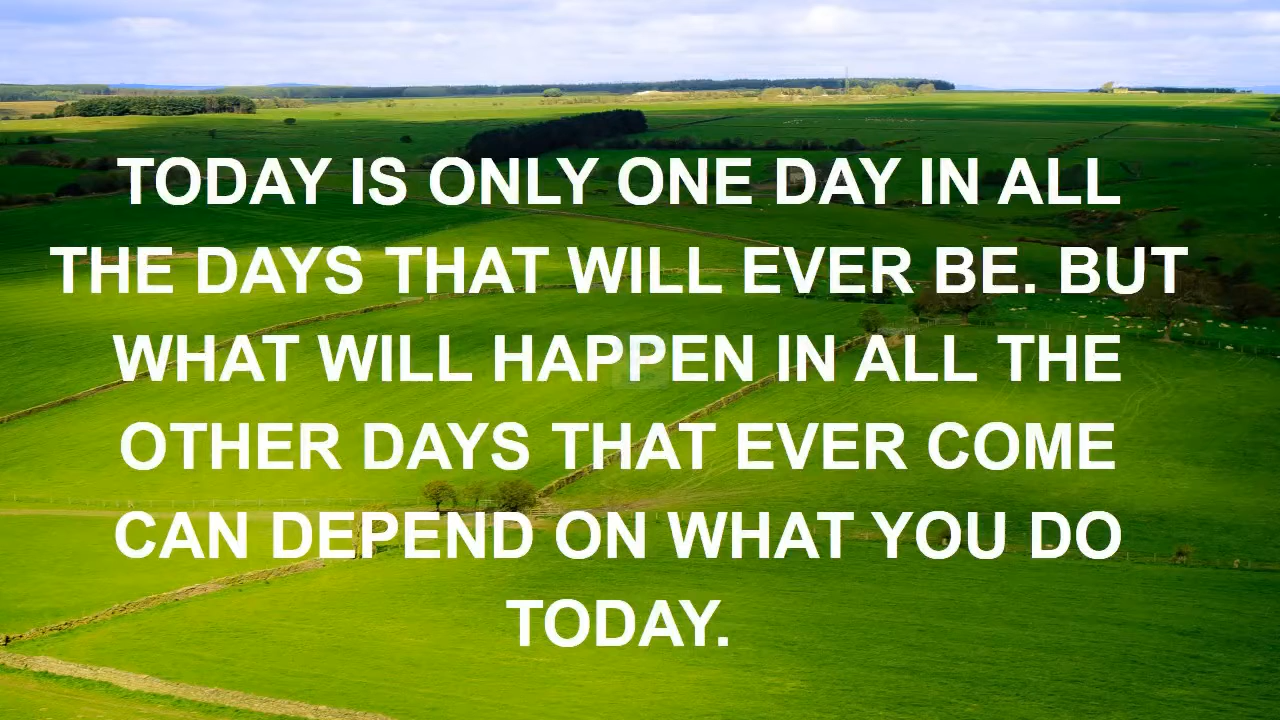 TODAY IS ONLY ONE DAY IN ALL
THE DAYS THAT WILL EVER BE. BUT
WHAT WILL HAPPEN IN ALL THE
OTHER DAYS THAT EVER COME
CAN DEPEND ON WHAT YOU DO
TODAY.